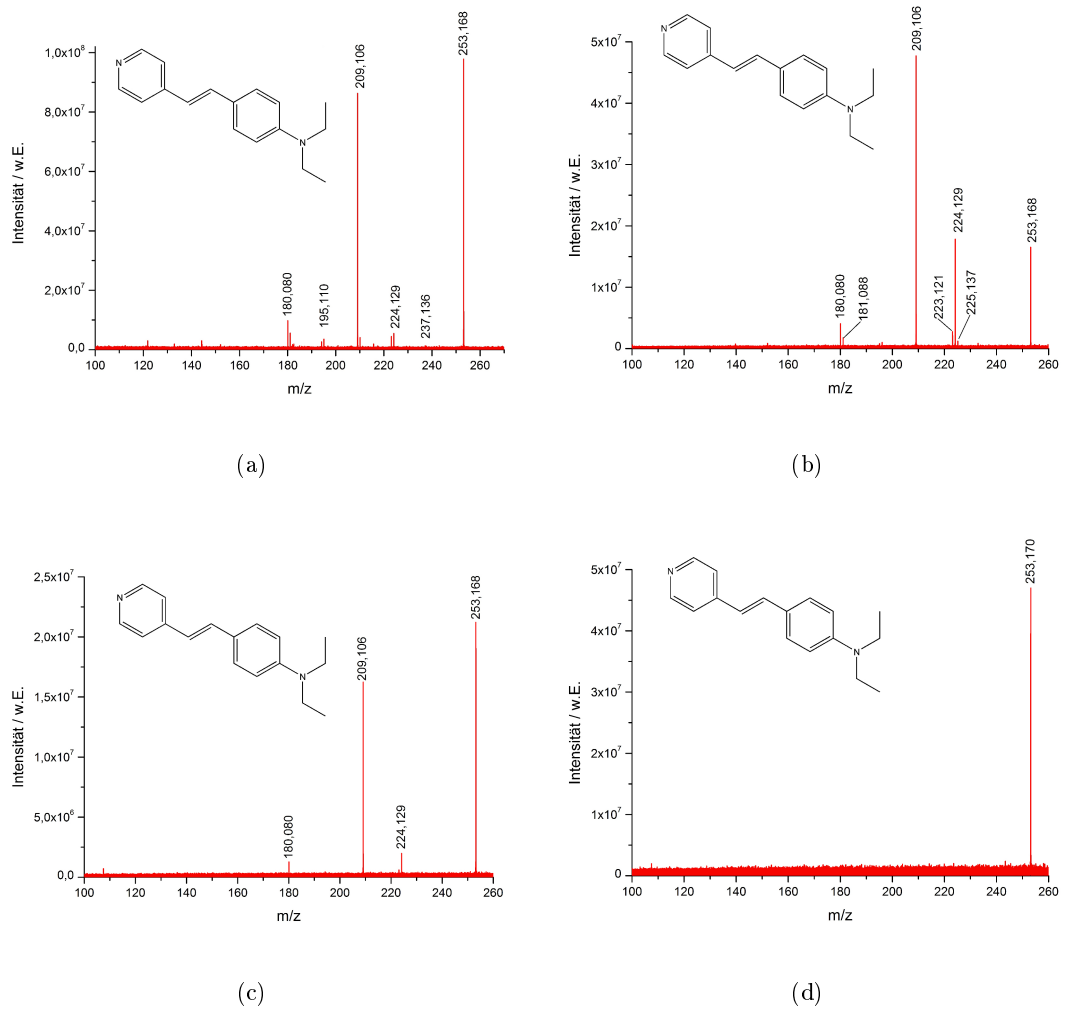 1,0x10⁸
8,0x10⁷
6,0x10⁷
4,0x10⁷
2,0x10⁷
0,0
Intensität / w.E.
N
N
180,080
195,110
209,106
224,129
237,136
253,168
100 120 140 160 180 200 220 240 260
m/z
(a)
5x10⁷
4x10⁷
3x10⁷
2x10⁷
1x10⁷
0
Intensität / w.E.
N
N
180,080
181,088
209,106
223,121
224,129
225,137
253,168
100 120 140 160 180 200 220 240 260
m/z
(b)
2,5x10⁷
2,0x10⁷
1,5x10⁷
1,0x10⁷
5,0x10⁶
0,0
Intensität / w.E.
N
N
180,080
209,106
224,129
253,168
100 120 140 160 180 200 220 240 260
m/z
(c)
5x10⁷
4x10⁷
3x10⁷
2x10⁷
1x10⁷
0
Intensität / w.E.
N
N
253,170
100 120 140 160 180 200 220 240 260
m/z
(d)